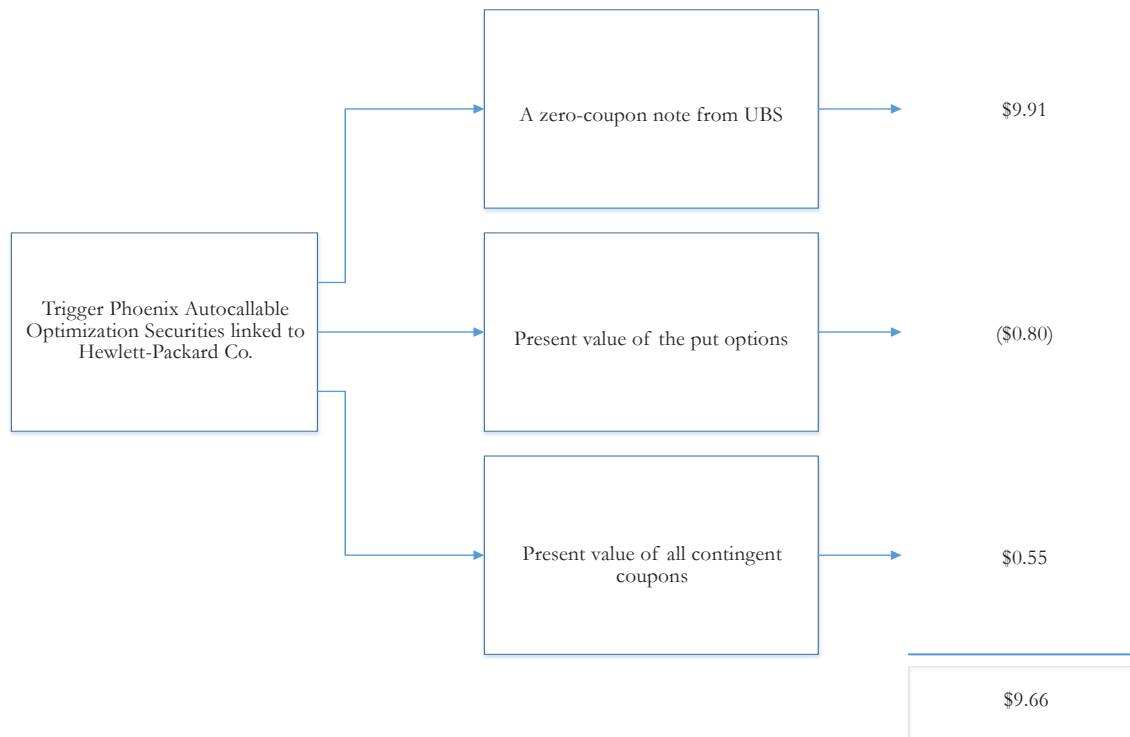 A zero-coupon note from UBS
$9.91
Trigger Phoenix Autocallable
Optimization Securities linked to
Hewlett-Packard Co.
Present value of the put options
($0.80)
Present value of all contingent
coupons
$0.55
$9.66